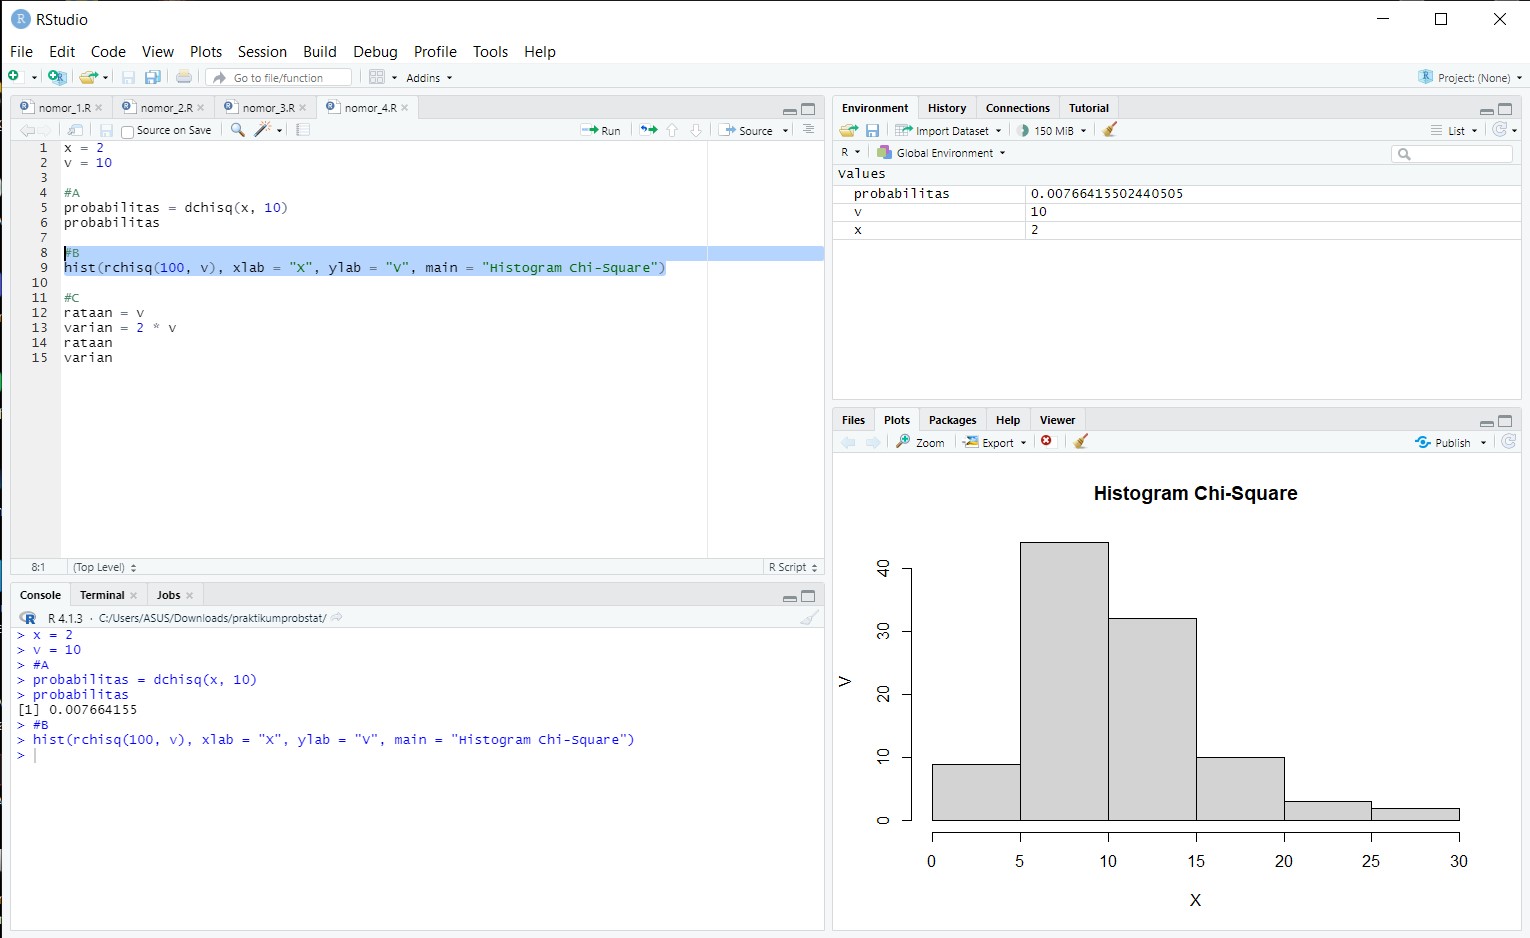 RStudio
File Edit Code View Plots Session Build Debug Profile Tools Help
Go to file/function Addins Project: (None)
nomor_1.R nomor_2.R nomor_3.R nomor_4.R
Source on Save Run Source
1 x = 2
2 v = 10
3
4 #A
5 probabilitas = dchisq(x, 10)
6 probabilitas
7
8 #B
9 hist(rchisq(100, v), xlab = "X", ylab = "V", main = "Histogram Chi-Square")
10
11 #C
12 rataan = v
13 varian = 2 * v
14 rataan
15 varian
8:1 (Top Level) R Script
Console Terminal Jobs
R 4.1.3 · C:/Users/ASUS/Downloads/praktikumprobstat/
> x = 2
> v = 10
> #A
> probabilitas = dchisq(x, 10)
> probabilitas
[1] 0.007664155
> #B
> hist(rchisq(100, v), xlab = "X", ylab = "V", main = "Histogram Chi-Square")
>
Environment History Connections Tutorial
Import Dataset 150 MiB List
R Global Environment
Values
probabilitas 0.00766415502440505
v 10
x 2
Files Plots Packages Help Viewer
Zoom Export Publish
Histogram Chi-Square
V
40
30
20
10
0
0 5 10 15 20 25 30
X